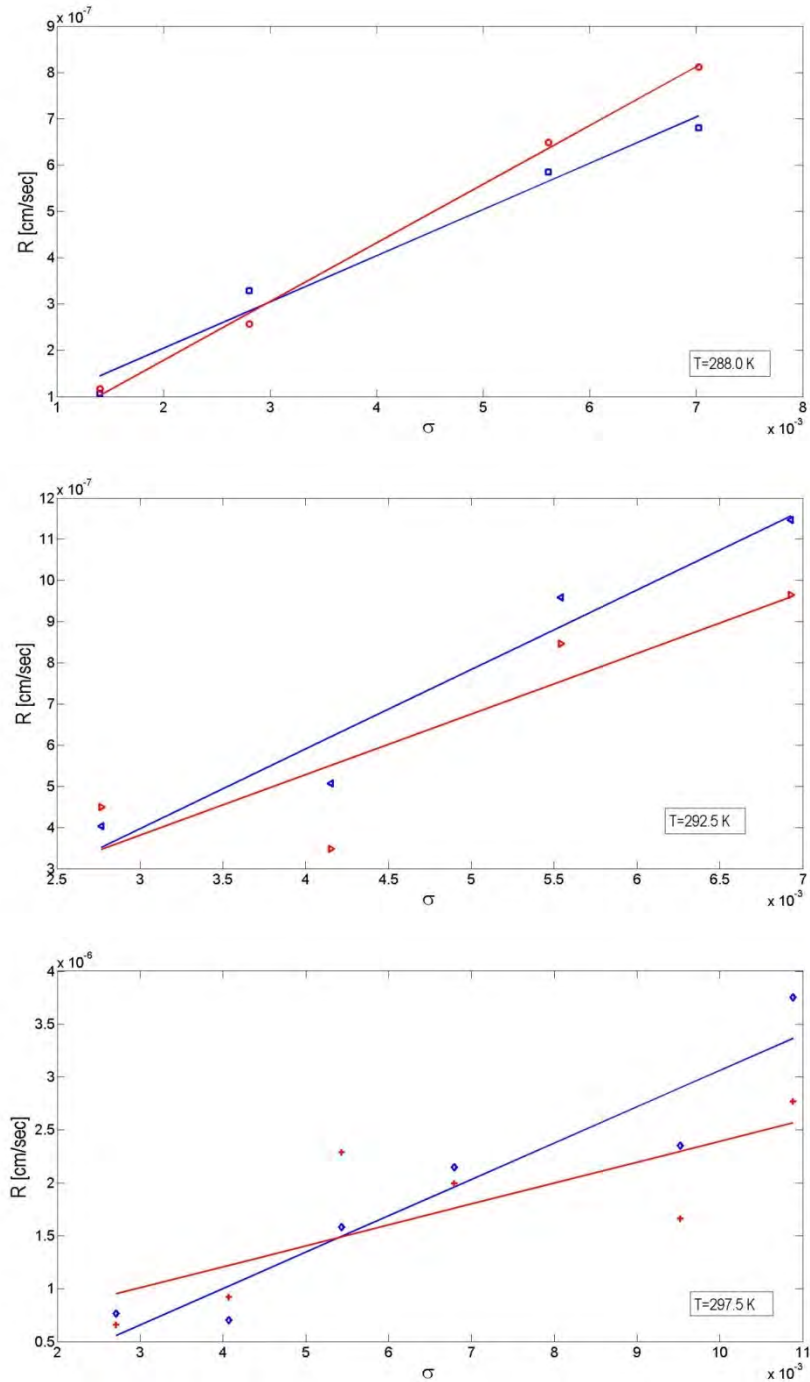 x 10⁻⁷
9
8
7
6
5
4
3
2
1
R [cm/sec]
T=288.0 K
1 2 3 4 5 6 7 8
σ
x 10⁻³
x 10⁻⁷
12
11
10
9
8
7
6
5
4
3
R [cm/sec]
T=292.5 K
2.5 3 3.5 4 4.5 5 5.5 6 6.5 7
σ
x 10⁻³
x 10⁻⁶
4
3.5
3
2.5
2
1.5
1
0.5
R [cm/sec]
T=297.5 K
2 3 4 5 6 7 8 9 10 11
σ
x 10⁻³